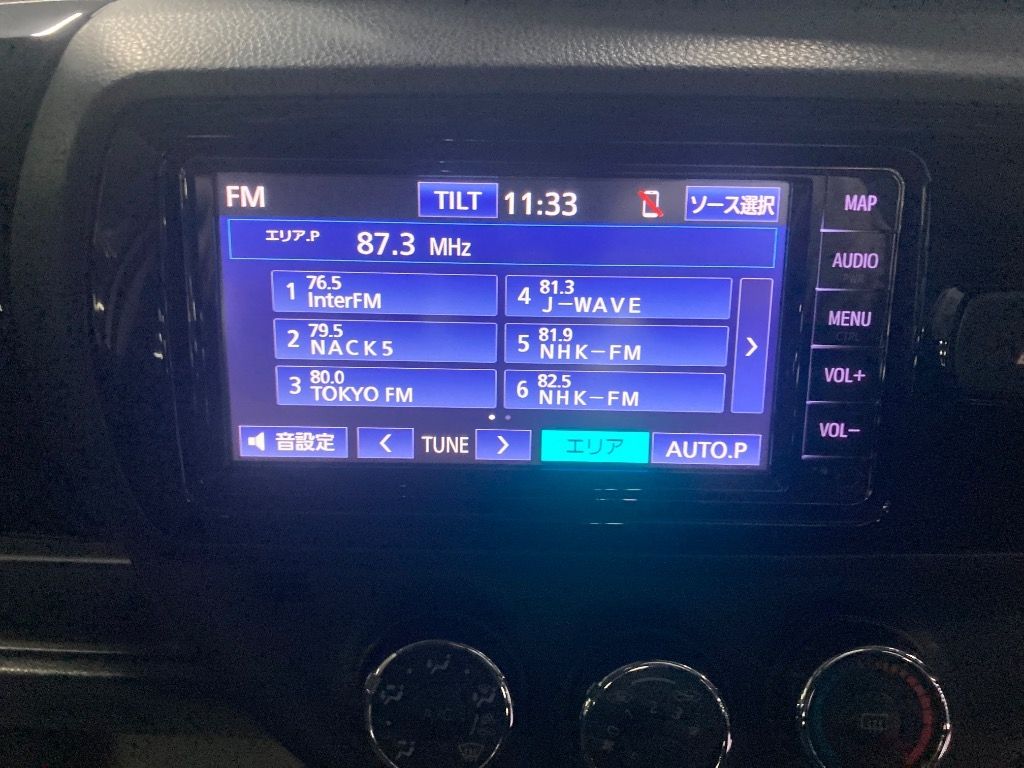 FM
TILT
11:33
ソース選択
エリア.P
87.3 MHz
1 76.5
InterFM
2 79.5
NACK5
3 80.0
TOKYO FM
4 81.3
J-WAVE
5 81.9
NHK-FM
6 82.5
NHK-FM
>
音設定
< TUNE >
エリア
AUTO.P
MAP
AUDIO
MENU
VOL+
VOL-